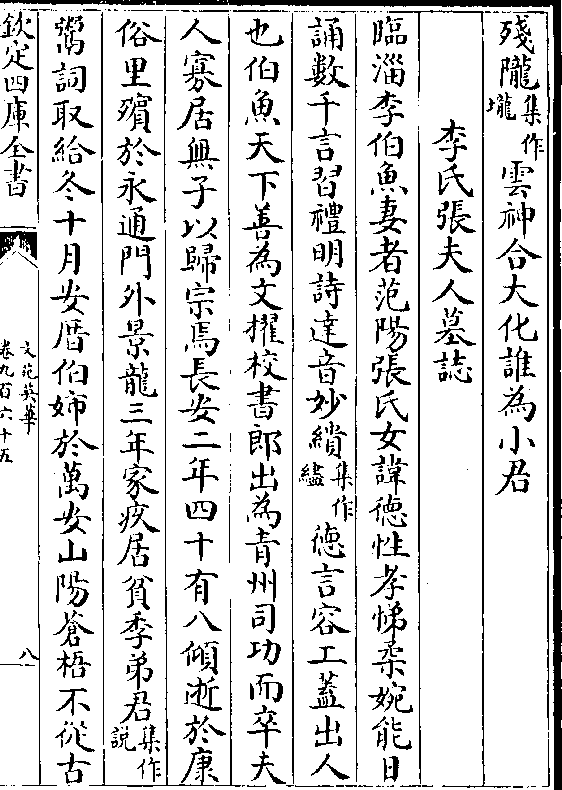 殘隴集作壠雲神合大化誰為小君
李氏張夫人墓誌
臨淄李伯魚妻者范陽張氏女諱德性孝悌柔婉能日
誦數千言習禮明詩達音妙繢集作繣德言容工蓋出人
也伯魚天下善為文擢校書郎出為青州司功而卒夫
人寡居無子以歸宗焉長安二年四十有八傾逝於康
俗里殯於永通門外景龍三年家疚居貧季弟君集作說
鬻詞取給冬十月安厝伯姊於萬安山陽蒼梧不從古
欽定四庫全書
文苑英華
卷九百六十五
八